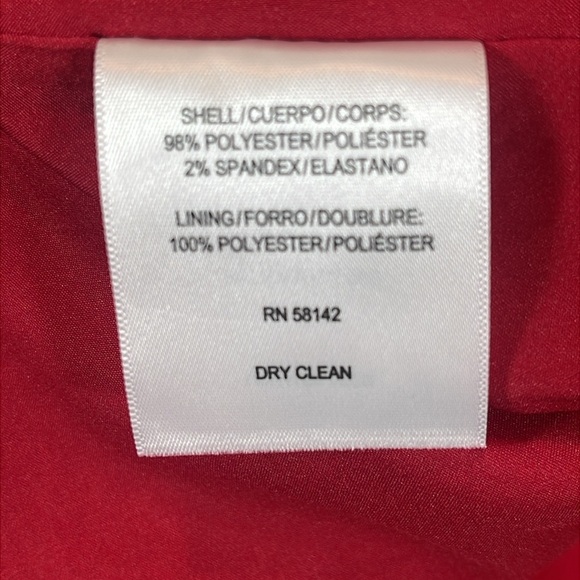 SHELL/CUERPO/CORPS:
98% POLYESTER/POLIÉSTER
2% SPANDEX/ELASTANO
LINING/FORRO/DOUBLURE:
100% POLYESTER/POLIÉSTER
RN 58142
DRY CLEAN